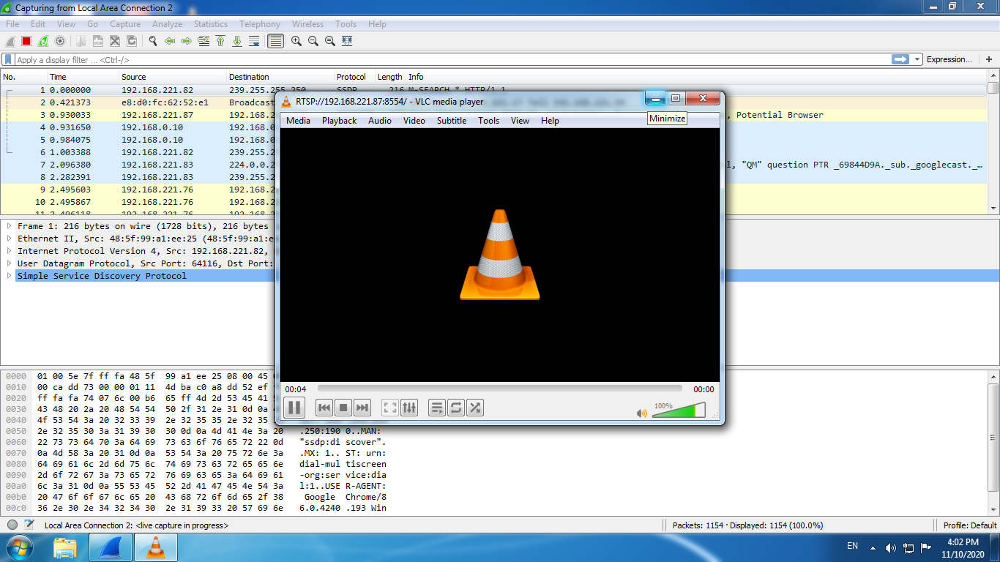 Capturing from Local Area Connection 2
File Edit View Go Capture Analyze Statistics Telephony Wireless Tools Help
Apply a display filter ... <Ctrl-/> Expression... +
No. Time Source Destination Protocol Length Info
1 0.000000 192.168.221.82 239.255.255.250 SSDP 216 M-SEARCH * HTTP/1.1
2 0.421373 e8:d0:fc:62:52:e1 Broadcast
3 0.930033 192.168.221.87 192.168.2 , Potential Browser
4 0.931650 192.168.0.10 192.168.0
5 0.984075 192.168.0.10 192.168.0
6 1.003388 192.168.221.82 239.255.2
7 2.096380 192.168.221.83 224.0.0.2 l, "QM" question PTR _69844D9A._sub._googlecast._…
8 2.282391 192.168.221.83 239.255.2
9 2.495603 192.168.221.76 192.168.2
10 2.495867 192.168.221.76 192.168.2
11 2.496118 192.168.221.76 192.168.2
RTSP://192.168.221.87:8554/ - VLC media player
Minimize
Media Playback Audio Video Subtitle Tools View Help
00:04 00:00
100%
Frame 1: 216 bytes on wire (1728 bits), 216 bytes
Ethernet II, Src: 48:5f:99:a1:ee:25 (48:5f:99:a1:e
Internet Protocol Version 4, Src: 192.168.221.82,
User Datagram Protocol, Src Port: 64116, Dst Port:
Simple Service Discovery Protocol
0000 01 00 5e 7f ff fa 48 5f 99 a1 ee 25 08 00 45
0010 00 ca dd 73 00 00 01 11 4d ba c0 a8 dd 52 ef
0020 ff fa fa 74 07 6c 00 b6 65 ff 4d 2d 53 45 41
0030 43 48 20 2a 20 48 54 54 50 2f 31 2e 31 0d 0a
0040 4f 53 54 3a 20 32 33 39 2e 32 35 35 2e 32 35
0050 2e 32 35 30 3a 31 39 30 30 0d 0a 4d 41 4e 3a 20 .250:190 0..MAN:
0060 22 73 73 64 70 3a 64 69 73 63 6f 76 65 72 22 0d "ssdp:di scover".
0070 0a 4d 58 3a 20 31 0d 0a 53 54 3a 20 75 72 6e 3a .MX: 1.. ST: urn:
0080 64 69 61 6c 2d 6d 75 6c 74 69 73 63 72 65 65 6e dial-mul tiscreen
0090 2d 6f 72 67 3a 73 65 72 76 69 63 65 3a 64 69 61 -org:ser vice:dia
00a0 6c 3a 31 0d 0a 55 53 45 52 2d 41 47 45 4e 54 3a l:1..USE R-AGENT:
00b0 20 47 6f 6f 67 6c 65 20 43 68 72 6f 6d 65 2f 38 Google Chrome/8
00c0 36 2e 30 2e 34 32 34 30 2e 31 39 33 20 57 69 6e 6.0.4240 .193 Win
Local Area Connection 2: <live capture in progress> Packets: 1154 · Displayed: 1154 (100.0%) Profile: Default
EN 4:02 PM
11/10/2020